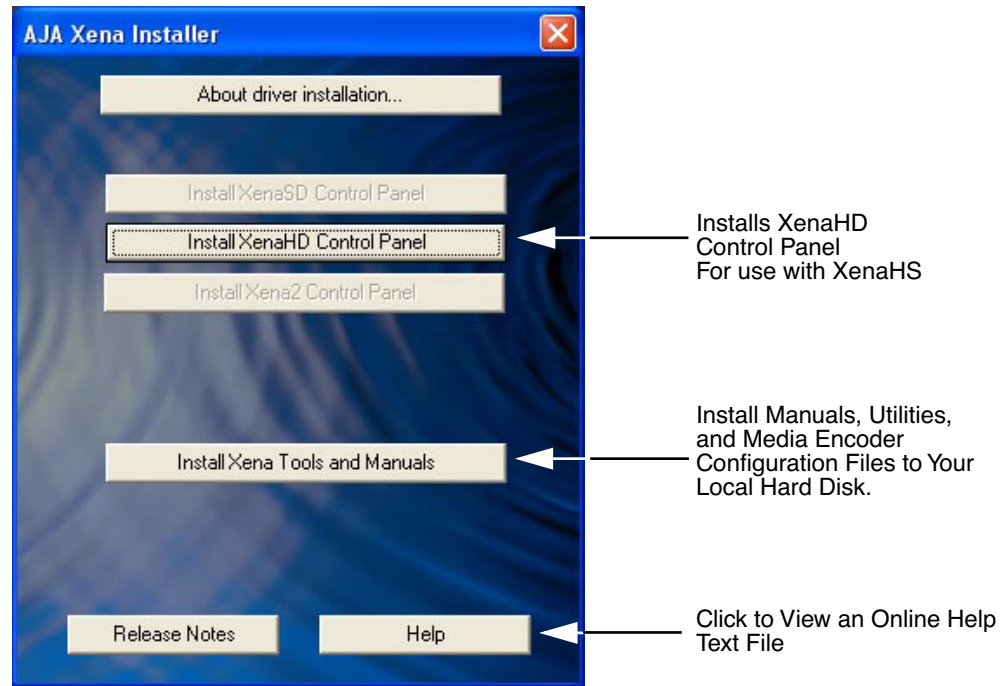 AJA Xena Installer
About driver installation...
Install XenaSD Control Panel
Install XenaHD Control Panel
Install Xena2 Control Panel
Installs XenaHD
Control Panel
For use with XenaHS
Install Xena Tools and Manuals
Install Manuals, Utilities,
and Media Encoder
Configuration Files to Your
Local Hard Disk.
Release Notes
Help
Click to View an Online Help
Text File